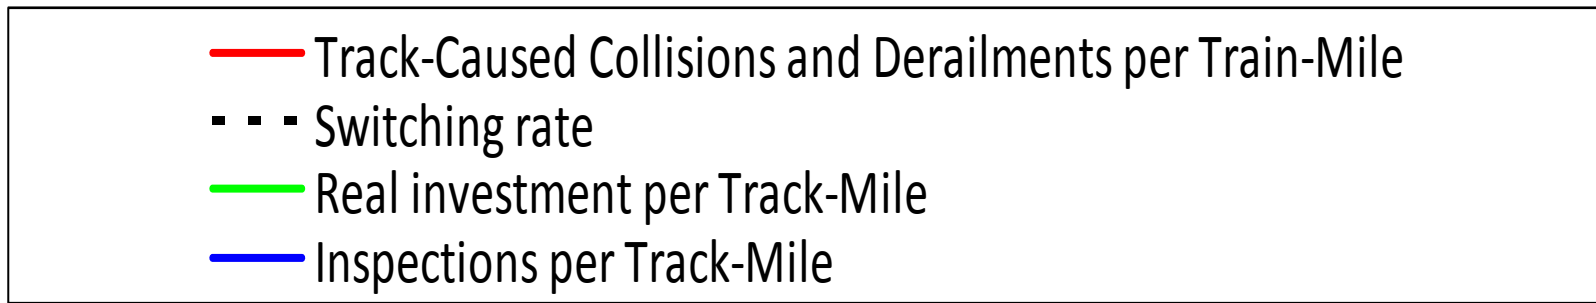 Track-Caused Collisions and Derailments per Train-Mile
Switching rate
Real investment per Track-Mile
Inspections per Track-Mile